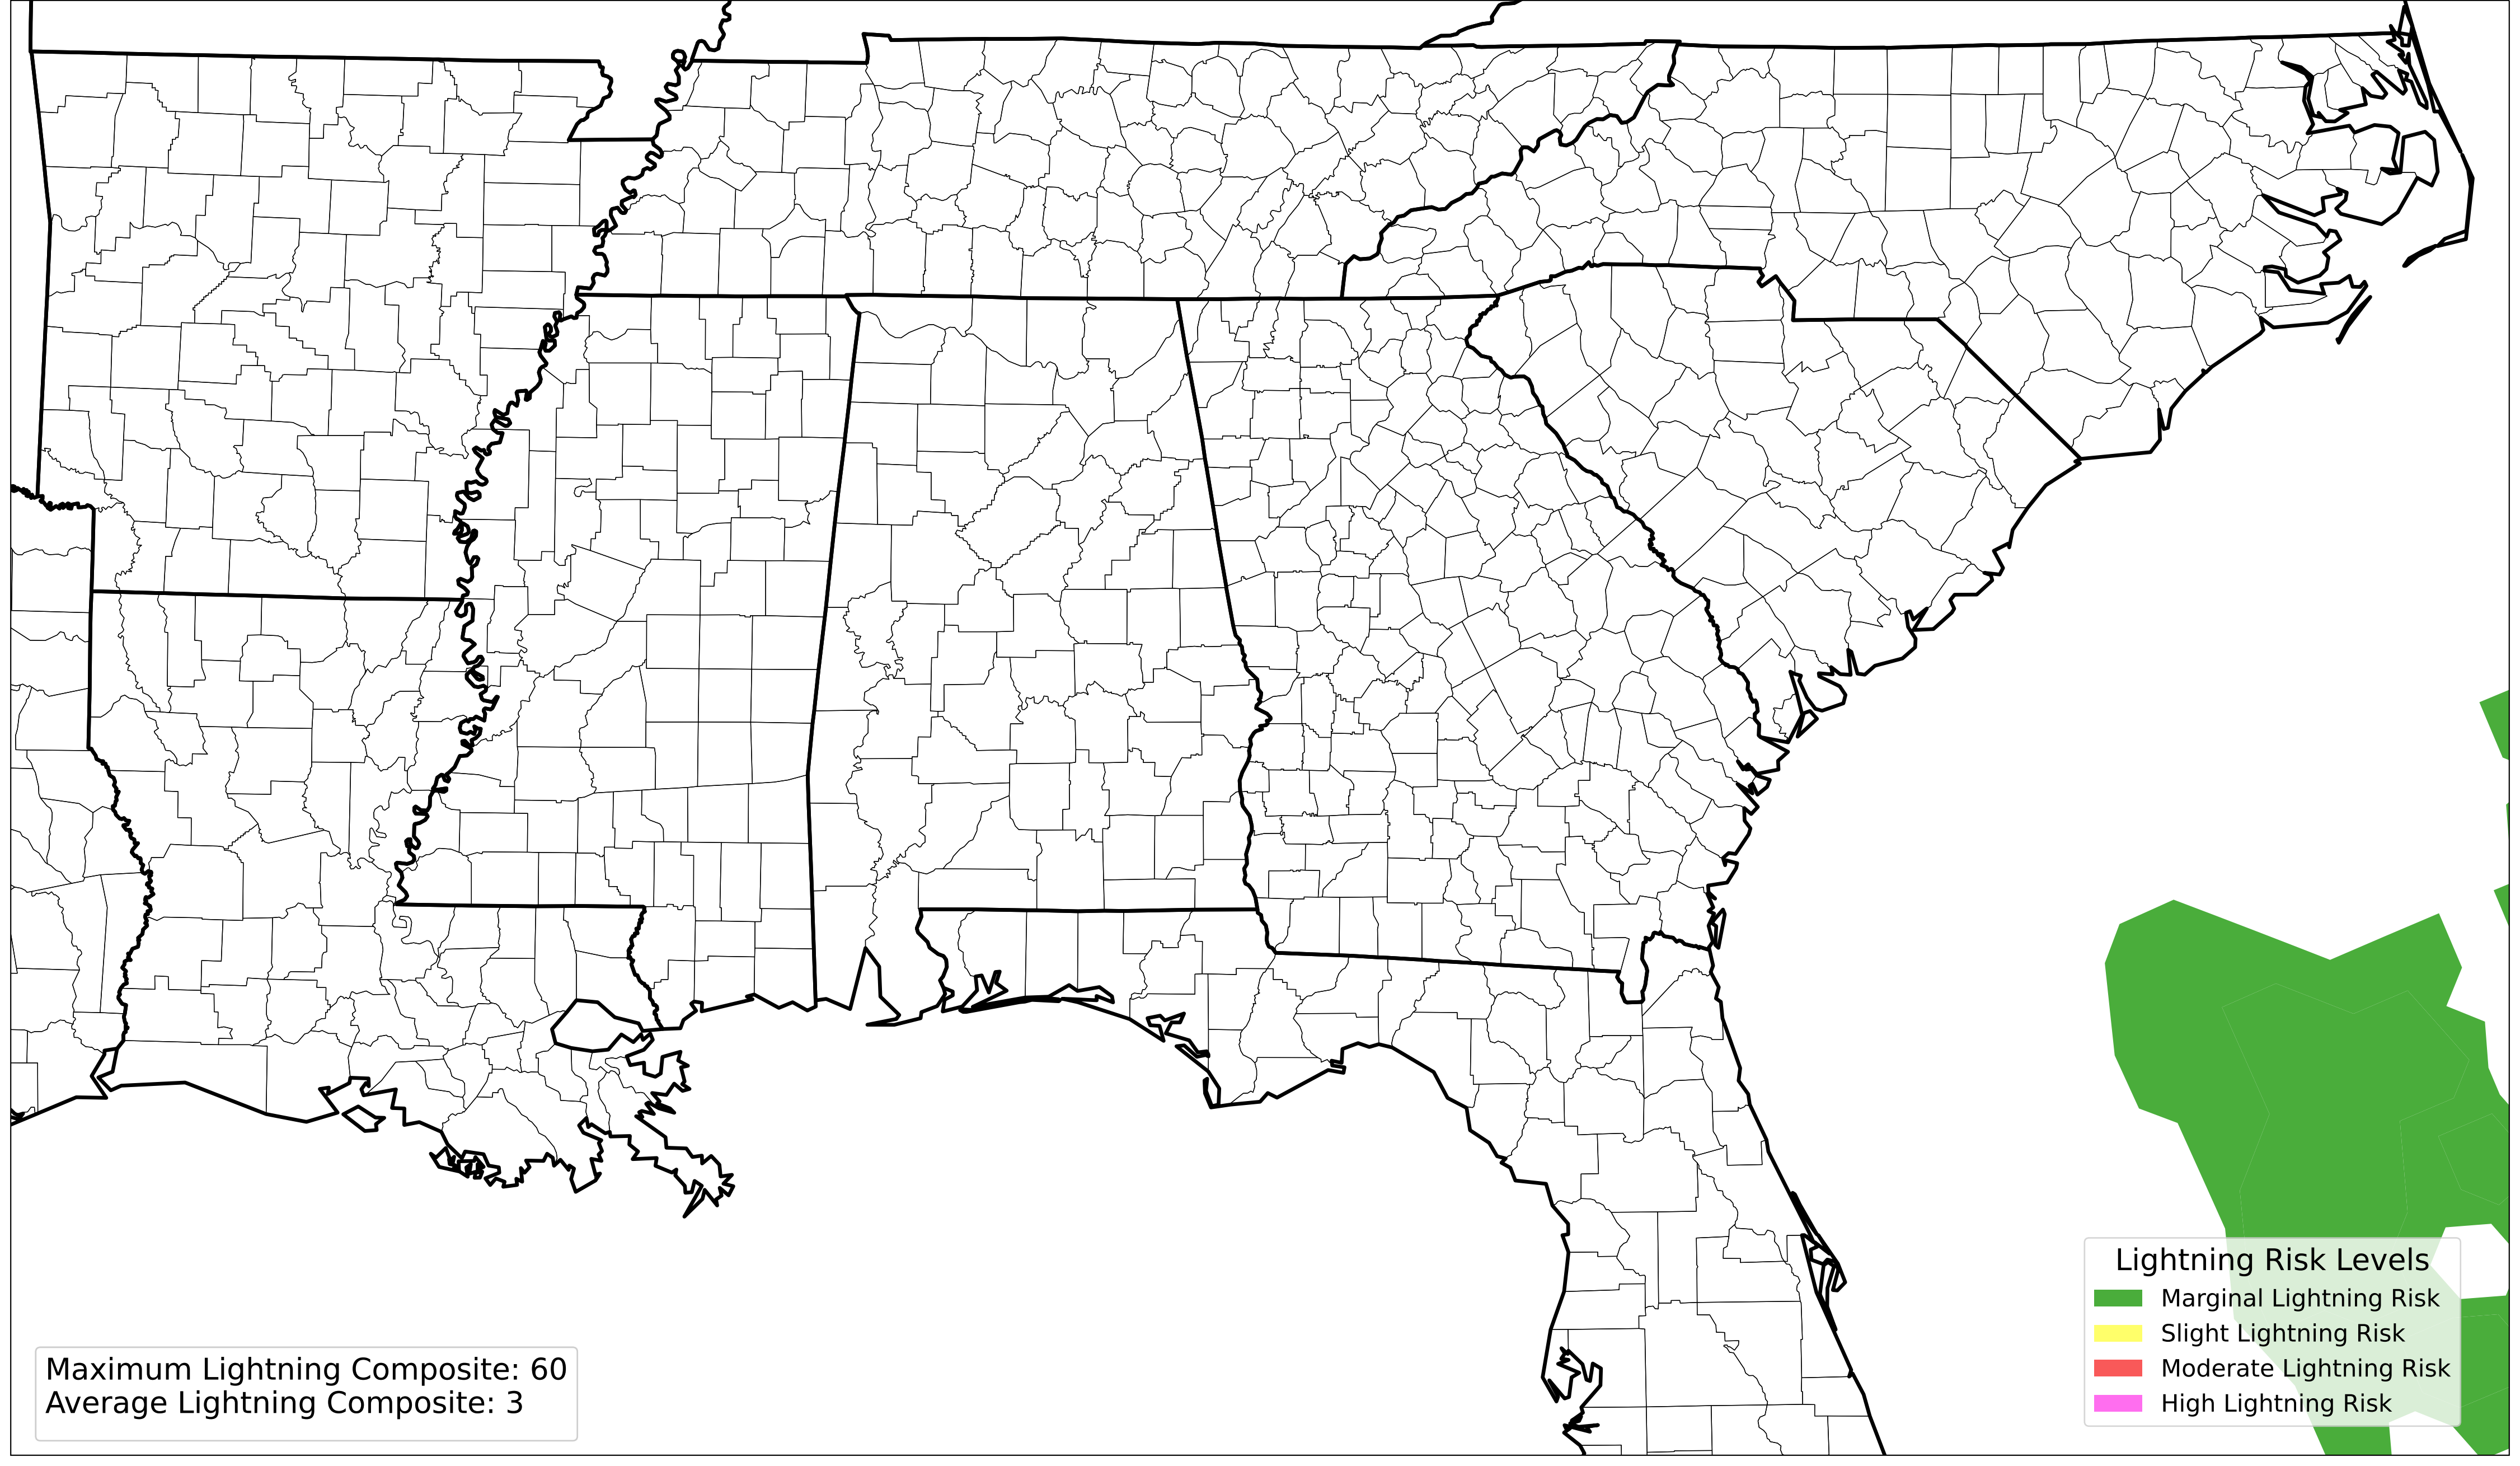 Lightning Risk Levels
Marginal Lightning Risk
Slight Lightning Risk
Moderate Lightning Risk
High Lightning Risk
Maximum Lightning Composite: 60
Average Lightning Composite: 3